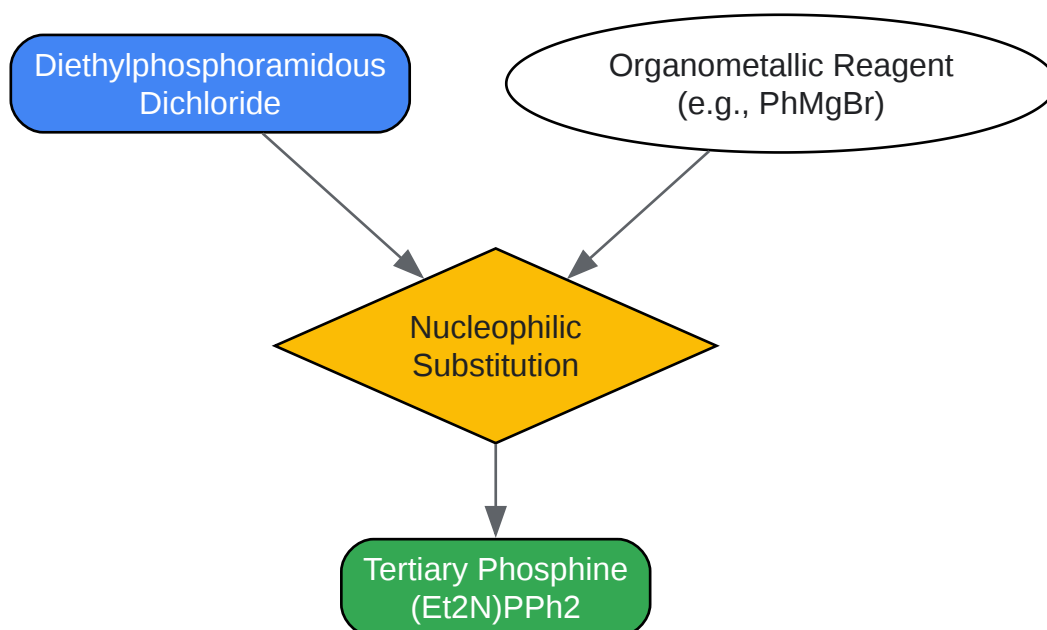 Diethylphosphoramidous
Dichloride
Organometallic Reagent
(e.g., PhMgBr)
Nucleophilic
Substitution
Tertiary Phosphine
(Et2N)PPh2